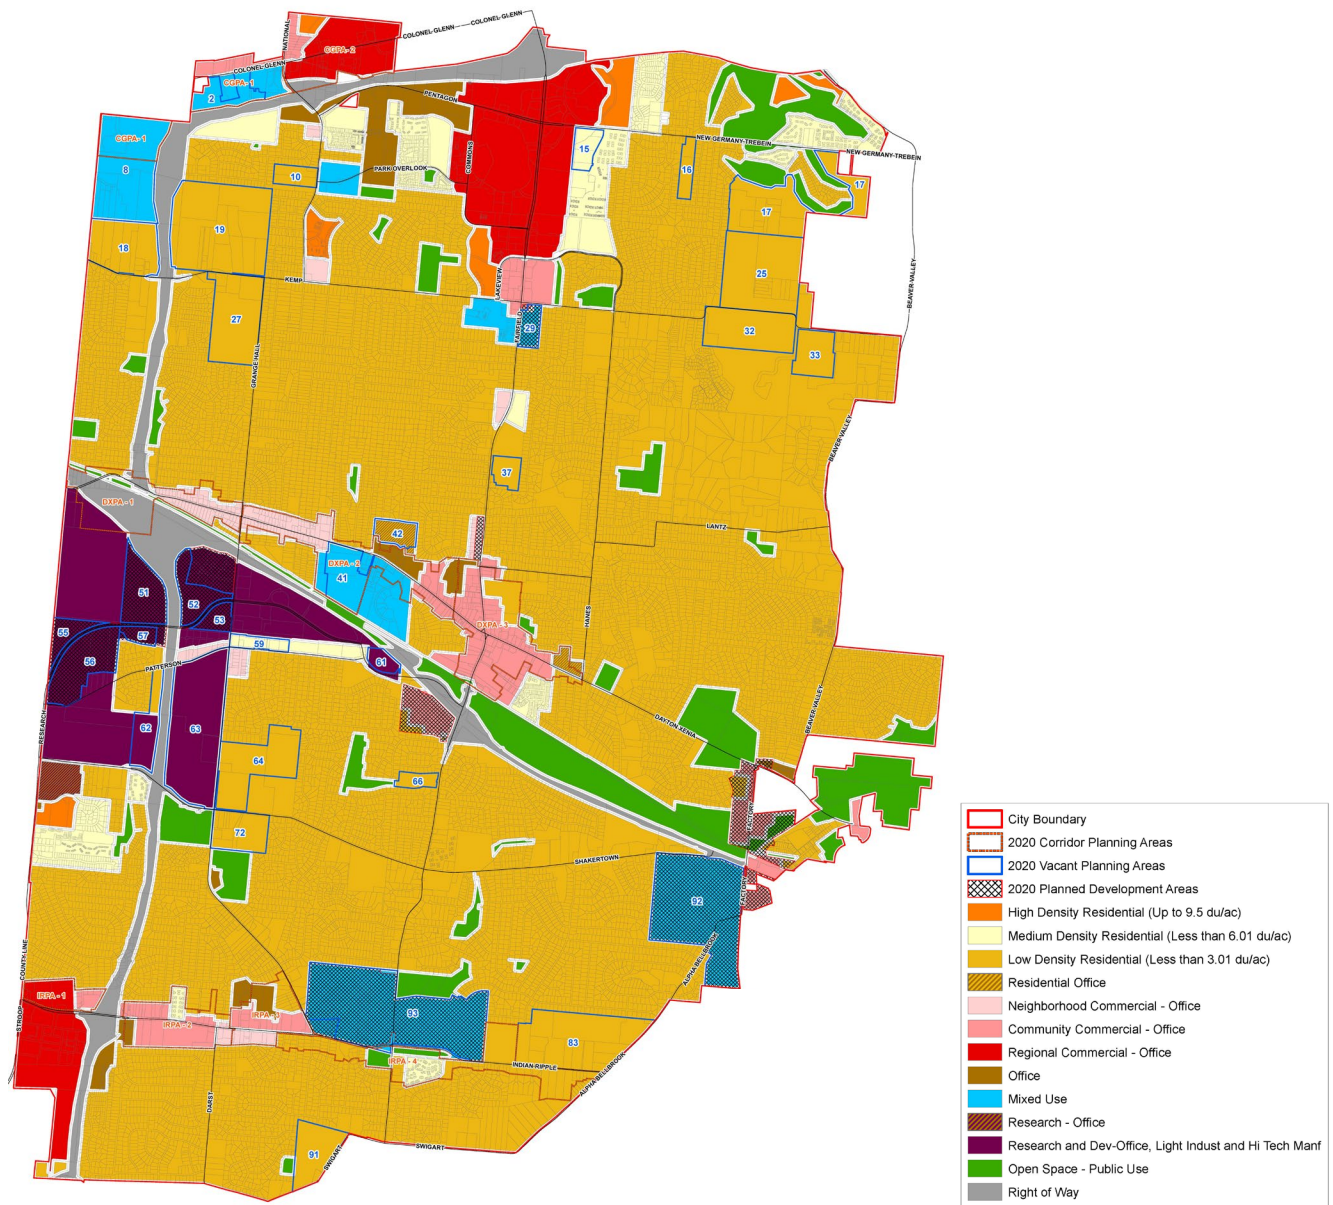 COLONEL-GLENN
COLONEL-GLENN
NATIONAL
CGPA - 2
COLONEL-GLENN
CGPA - 1
2
PENTAGON
CGPA - 1
NEW-GERMANY-TREBEIN
NEW-GERMANY-TREBEIN
15
COMMONS
8
PARK OVERLOOK
10
16
17
17
19
18
25
KEMP
LAKEVIEW
BEAVER-VALLEY
27
FAIRFIELD
29
32
33
GRANGE-HALL
BEAVER-VALLEY
37
DXPA - 1
LANTZ
42
DXPA - 2
41
51
52
53
HANES
DXPA - 3
55
57
56
59
61
PATTERSON
RESEARCH
62
63
DAYTON-XENIA
BEAVER-VALLEY
64
66
72
FACTORY
SHAKERTOWN
FACTORY
92
COUNTY-LINE
ALPHA-BELLBROOK
IRPA - 1
STROOP
IRPA - 2
93
83
IRPA - 4
INDIAN-RIPPLE
ALPHA-BELLBROOK
DARST
91
SWIGART
SWIGART
City Boundary
2020 Corridor Planning Areas
2020 Vacant Planning Areas
2020 Planned Development Areas
High Density Residential (Up to 9.5 du/ac)
Medium Density Residential (Less than 6.01 du/ac)
Low Density Residential (Less than 3.01 du/ac)
Residential Office
Neighborhood Commercial - Office
Community Commercial - Office
Regional Commercial - Office
Office
Mixed Use
Research - Office
Research and Dev-Office, Light Indust and Hi Tech Manf
Open Space - Public Use
Right of Way